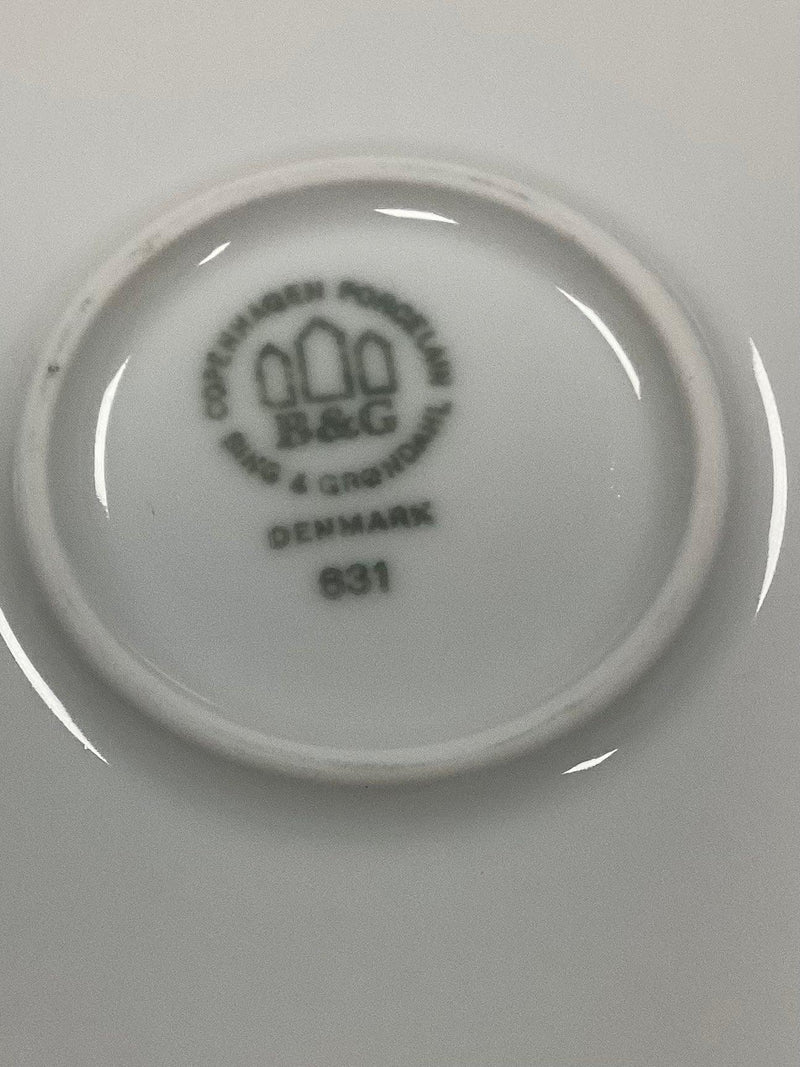 COPENHAGEN PORCELAIN
B&G
BING & GRØNDAHL
DENMARK
631